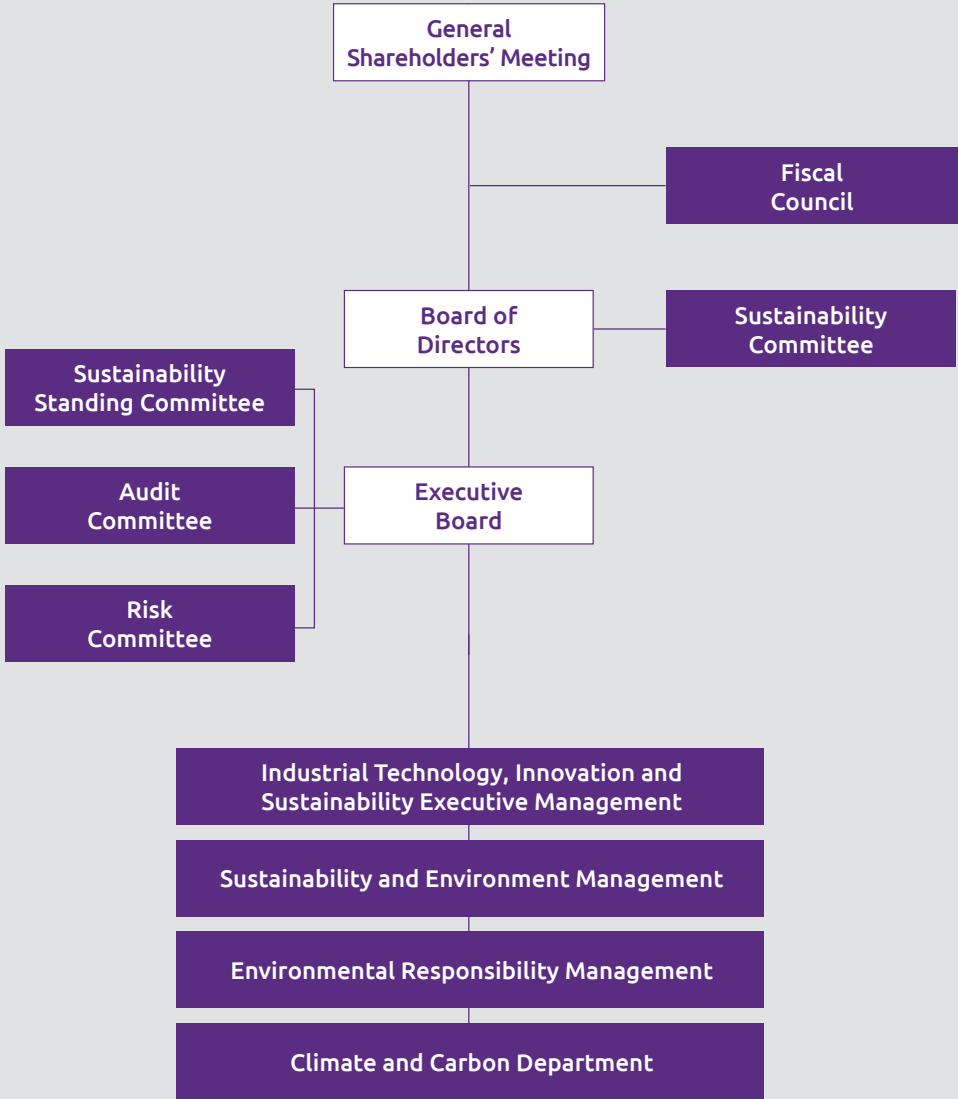 General
Shareholders’ Meeting
Fiscal
Council
Board of
Directors
Sustainability
Committee
Sustainability
Standing Committee
Audit
Committee
Executive
Board
Risk
Committee
Industrial Technology, Innovation and
Sustainability Executive Management
Sustainability and Environment Management
Environmental Responsibility Management
Climate and Carbon Department